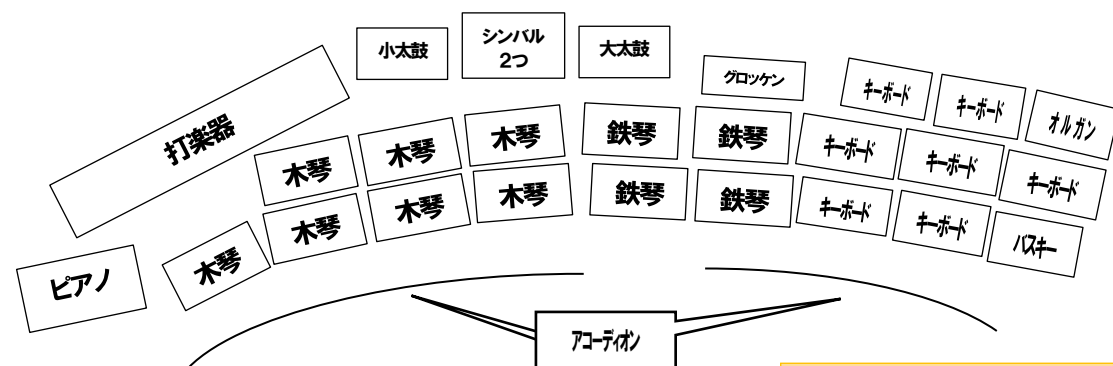 小太鼓
シンバル
2つ
大太鼓
グロッケン
キーボード
キーボード
オルガン
打楽器
木琴
木琴
木琴
鉄琴
鉄琴
キーボード
キーボード
キーボード
木琴
木琴
木琴
鉄琴
鉄琴
キーボード
キーボード
バスキー
ピアノ
木琴
アコーディオン